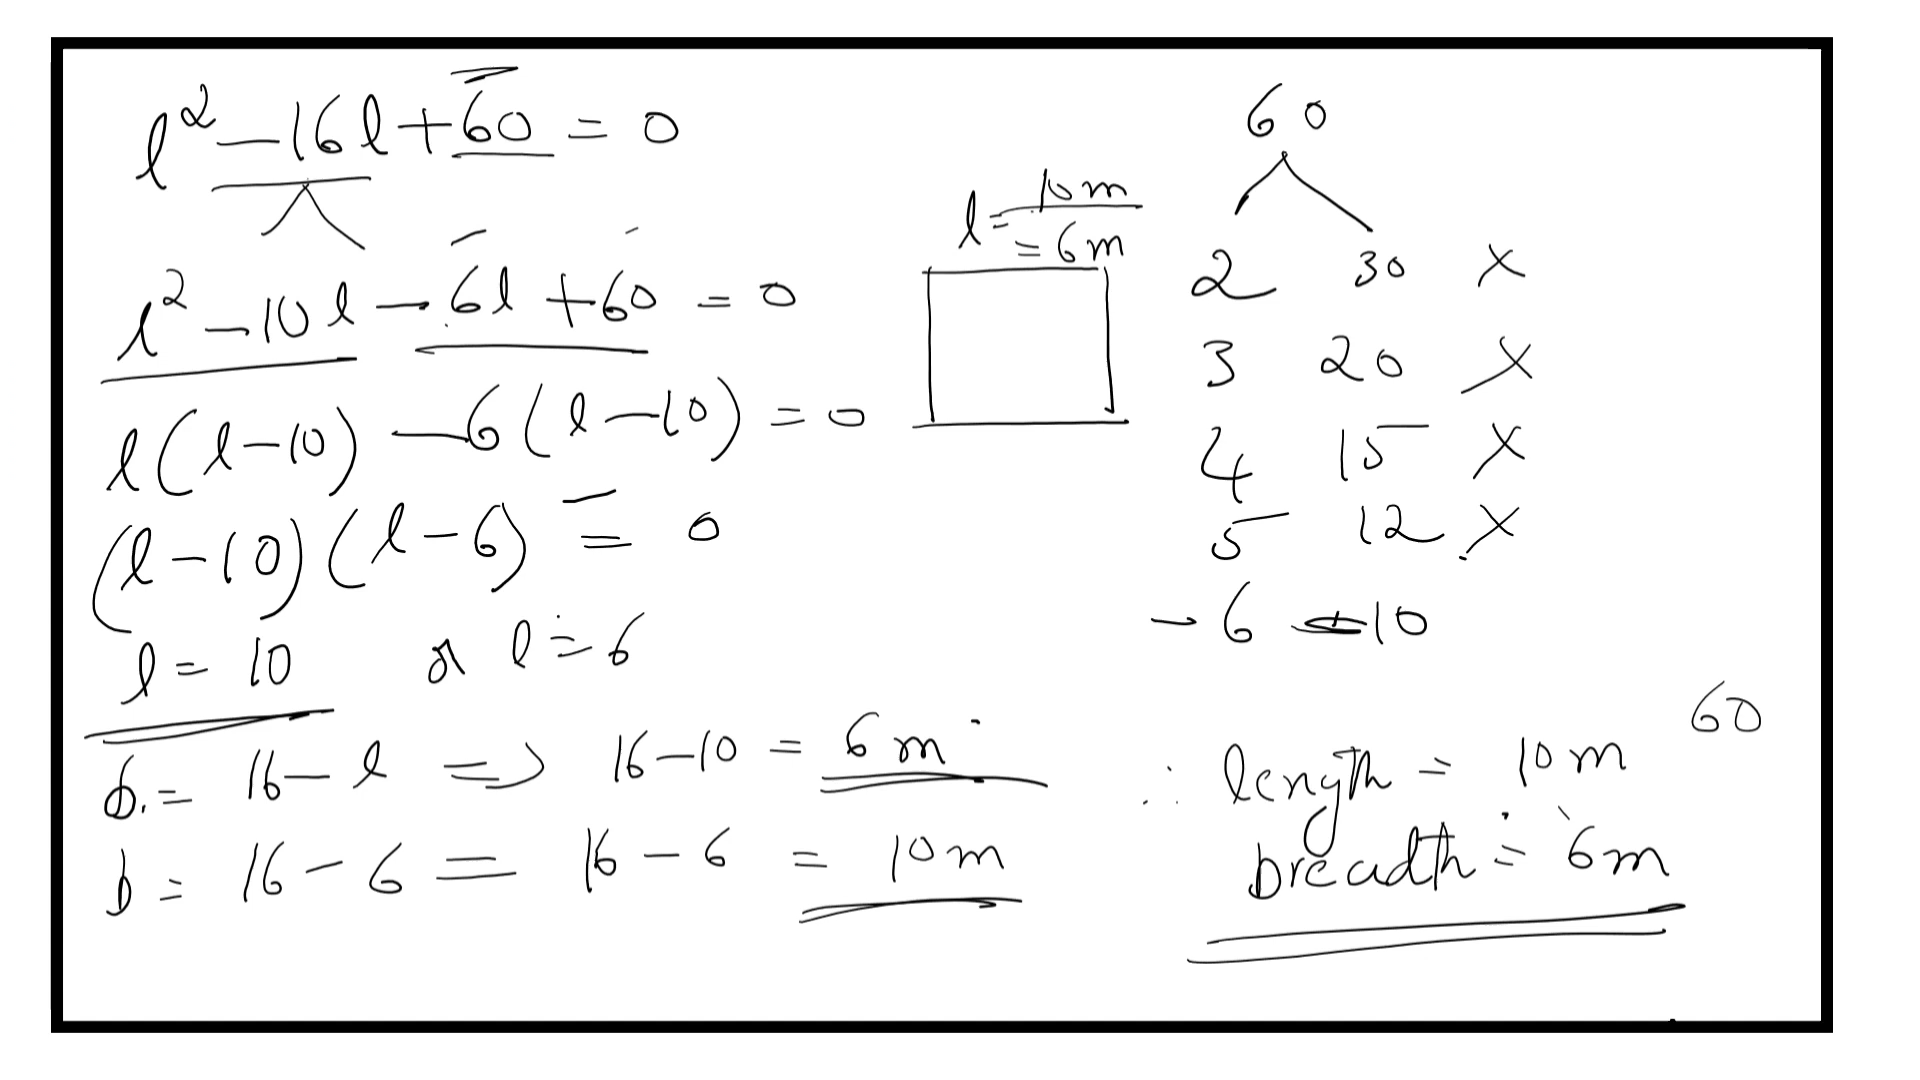 l² - 16l + 60 = 0
l² - 10l - 6l + 60 = 0
l(l-10) - 6(l-10) = 0
(l-10)(l-6) = 0
l = 10 or l = 6
b = 16 - l => 16-10 = 6m
b = 16 - 6 = 16 - 6 = 10m
l = 10m
= 6m
60
2 30 ×
3 20 ×
4 15 ×
5 12 ×
- 6 - 10
60
∴ length = 10m
breadth = 6m